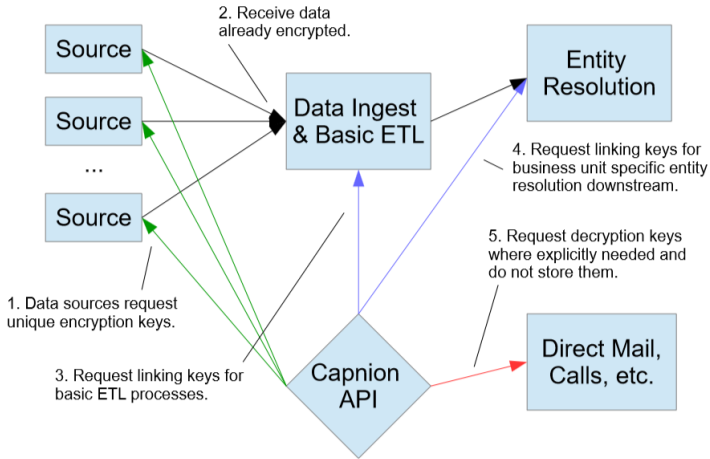 Source
2. Receive data
already encrypted.
Entity
Resolution
Data Ingest
& Basic ETL
Source
...
4. Request linking keys for
business unit specific entity
resolution downstream.
Source
5. Request decryption keys
where explicitly needed and
do not store them.
1. Data sources request
unique encryption keys.
3. Request linking keys for
basic ETL processes.
Capnion
API
Direct Mail,
Calls, etc.